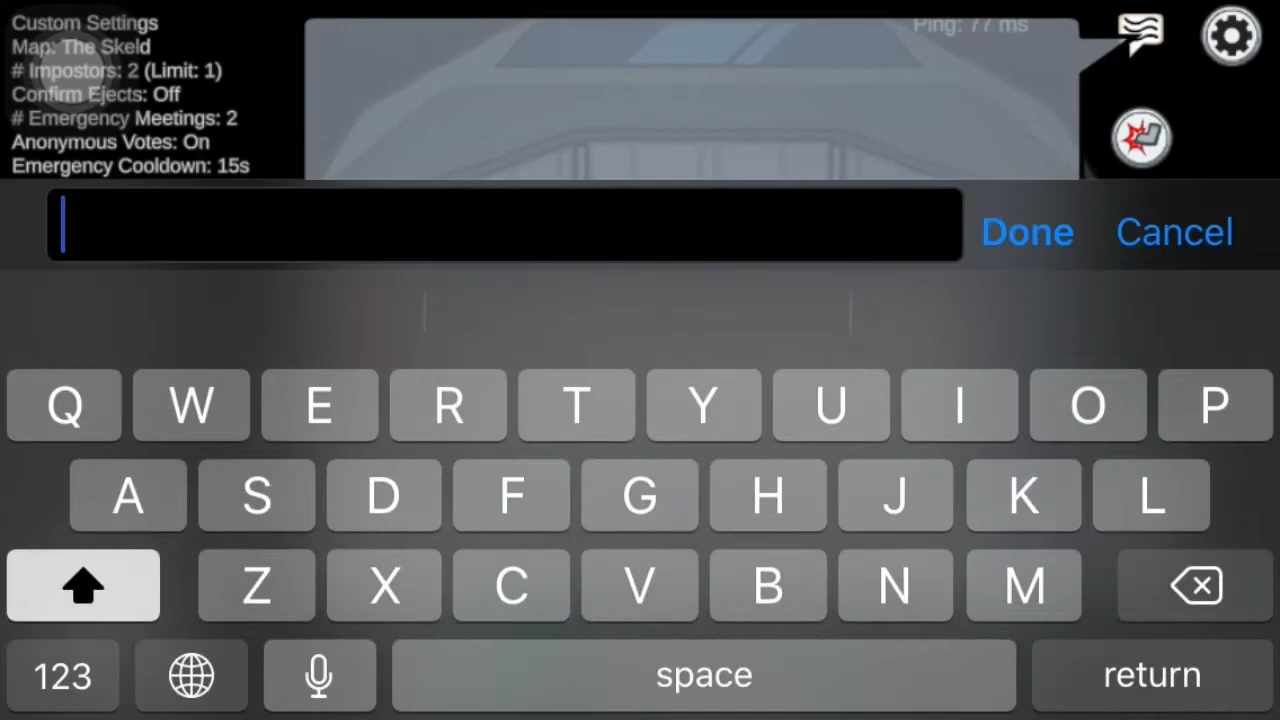 Custom Settings
Map: The Skeld
# Impostors: 2 (Limit: 1)
Confirm Ejects: Off
# Emergency Meetings: 2
Anonymous Votes: On
Emergency Cooldown: 15s
Ping: 77 ms
Done Cancel
Q W E R T Y U I O P
A S D F G H J K L
Z X C V B N M
123 space return